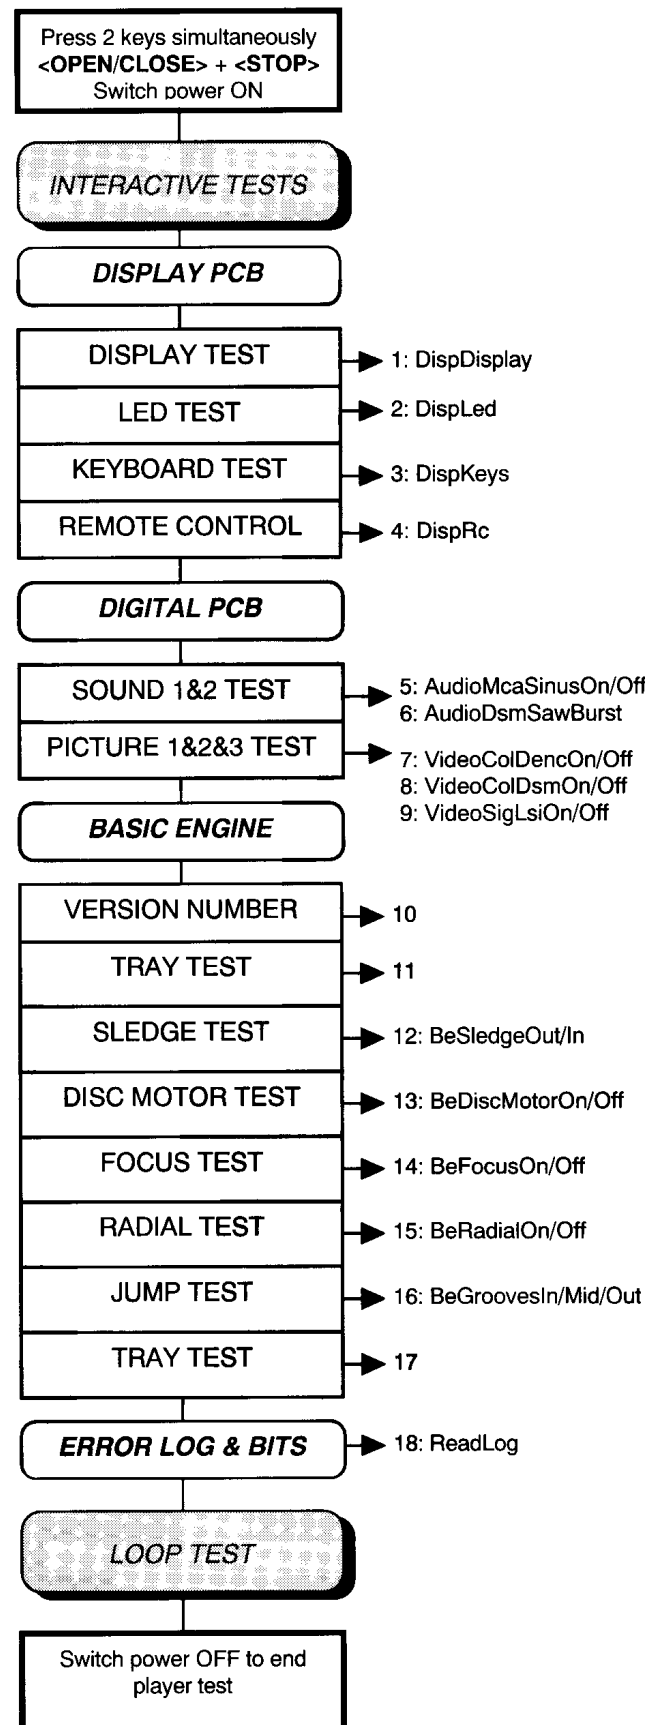 Press 2 keys simultaneously
<OPEN/CLOSE> + <STOP>
Switch power ON
INTERACTIVE TESTS
DISPLAY PCB
DISPLAY TEST
1: DispDisplay
LED TEST
2: DispLed
KEYBOARD TEST
3: DispKeys
REMOTE CONTROL
4: DispRc
DIGITAL PCB
SOUND 1&2 TEST
5: AudioMcaSinusOn/Off
6: AudioDsmSawBurst
PICTURE 1&2&3 TEST
7: VideoColDencOn/Off
8: VideoColDsmOn/Off
9: VideoSigLsiOn/Off
BASIC ENGINE
VERSION NUMBER
10
TRAY TEST
11
SLEDGE TEST
12: BeSledgeOut/In
DISC MOTOR TEST
13: BeDiscMotorOn/Off
FOCUS TEST
14: BeFocusOn/Off
RADIAL TEST
15: BeRadialOn/Off
JUMP TEST
16: BeGroovesIn/Mid/Out
TRAY TEST
17
ERROR LOG & BITS
18: ReadLog
LOOP TEST
Switch power OFF to end
player test